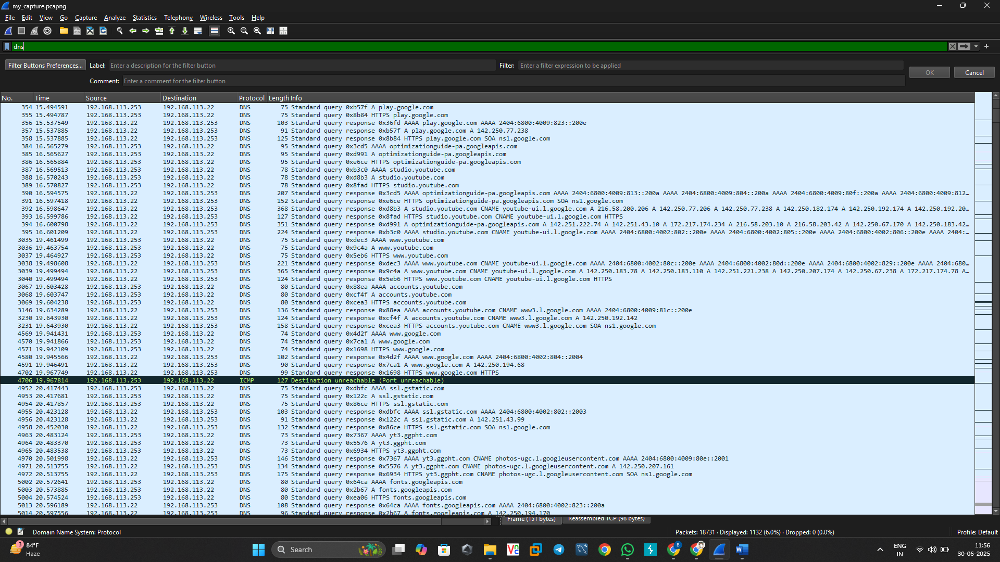 my_capture.pcapng
File Edit View Go Capture Analyze Statistics Telephony Wireless Tools Help
dns
Filter Buttons Preferences... Label: Enter a description for the filter button Filter: Enter a filter expression to be applied OK Cancel
Comment: Enter a comment for the filter button
No. Time Source Destination Protocol Length Info
354 15.494591 192.168.113.253 192.168.113.22 DNS 75 Standard query 0xb57f A play.google.com
355 15.494787 192.168.113.253 192.168.113.22 DNS 75 Standard query 0x8b84 HTTPS play.google.com
356 15.537549 192.168.113.22 192.168.113.253 DNS 103 Standard query response 0x36fd AAAA play.google.com AAAA 2404:6800:4009:823::200e
357 15.537885 192.168.113.22 192.168.113.253 DNS 91 Standard query response 0xb57f A play.google.com A 142.250.77.238
358 15.537885 192.168.113.22 192.168.113.253 DNS 125 Standard query response 0x8b84 HTTPS play.google.com SOA ns1.google.com
384 16.565279 192.168.113.253 192.168.113.22 DNS 95 Standard query 0x3cd5 AAAA optimizationguide-pa.googleapis.com
385 16.565627 192.168.113.253 192.168.113.22 DNS 95 Standard query 0xd991 A optimizationguide-pa.googleapis.com
386 16.565884 192.168.113.253 192.168.113.22 DNS 95 Standard query 0xe6ce HTTPS optimizationguide-pa.googleapis.com
387 16.569513 192.168.113.253 192.168.113.22 DNS 78 Standard query 0xb3c0 AAAA studio.youtube.com
388 16.570243 192.168.113.253 192.168.113.22 DNS 78 Standard query 0xd8b3 A studio.youtube.com
389 16.570827 192.168.113.253 192.168.113.22 DNS 78 Standard query 0x8fad HTTPS studio.youtube.com
390 16.594575 192.168.113.22 192.168.113.253 DNS 207 Standard query response 0x3cd5 AAAA optimizationguide-pa.googleapis.com AAAA 2404:6800:4009:813::200a AAAA 2404:6800:4009:804::200a AAAA 2404:6800:4009:80f::200a AAAA 2404:6800:4009:812…
391 16.597418 192.168.113.22 192.168.113.253 DNS 152 Standard query response 0xe6ce HTTPS optimizationguide-pa.googleapis.com SOA ns1.google.com
392 16.598647 192.168.113.22 192.168.113.253 DNS 368 Standard query response 0xd8b3 A studio.youtube.com CNAME youtube-ui.l.google.com A 216.58.200.206 A 142.250.77.206 A 142.250.77.238 A 142.250.182.174 A 142.250.192.174 A 142.250.192.20…
393 16.599786 192.168.113.22 192.168.113.253 DNS 127 Standard query response 0x8fad HTTPS studio.youtube.com CNAME youtube-ui.l.google.com HTTPS
394 16.600798 192.168.113.22 192.168.113.253 DNS 351 Standard query response 0xd991 A optimizationguide-pa.googleapis.com A 142.251.222.74 A 142.251.43.10 A 172.217.174.234 A 216.58.203.10 A 216.58.203.42 A 142.250.67.170 A 142.250.183.42…
395 16.601209 192.168.113.22 192.168.113.253 DNS 224 Standard query response 0xb3c0 AAAA studio.youtube.com CNAME youtube-ui.l.google.com AAAA 2404:6800:4002:802::200e AAAA 2404:6800:4002:805::200e AAAA 2404:6800:4002:806::200e AAAA 2404:…
3035 19.461499 192.168.113.253 192.168.113.22 DNS 75 Standard query 0xdec3 AAAA www.youtube.com
3036 19.463754 192.168.113.253 192.168.113.22 DNS 75 Standard query 0x9c4a A www.youtube.com
3037 19.464927 192.168.113.253 192.168.113.22 DNS 75 Standard query 0x5eb6 HTTPS www.youtube.com
3038 19.498608 192.168.113.22 192.168.113.253 DNS 221 Standard query response 0xdec3 AAAA www.youtube.com CNAME youtube-ui.l.google.com AAAA 2404:6800:4002:80c::200e AAAA 2404:6800:4002:80d::200e AAAA 2404:6800:4002:829::200e AAAA 2404:680…
3039 19.499494 192.168.113.22 192.168.113.253 DNS 365 Standard query response 0x9c4a A www.youtube.com CNAME youtube-ui.l.google.com A 142.250.183.78 A 142.250.183.110 A 142.251.221.238 A 142.250.207.174 A 142.250.67.238 A 172.217.174.78 A…
3040 19.499494 192.168.113.22 192.168.113.253 DNS 124 Standard query response 0x5eb6 HTTPS www.youtube.com CNAME youtube-ui.l.google.com HTTPS
3067 19.603428 192.168.113.253 192.168.113.22 DNS 80 Standard query 0x88ea AAAA accounts.youtube.com
3068 19.603747 192.168.113.253 192.168.113.22 DNS 80 Standard query 0xcf4f A accounts.youtube.com
3069 19.604238 192.168.113.253 192.168.113.22 DNS 80 Standard query 0xcea3 HTTPS accounts.youtube.com
3146 19.634289 192.168.113.22 192.168.113.253 DNS 136 Standard query response 0x88ea AAAA accounts.youtube.com CNAME www3.l.google.com AAAA 2404:6800:4009:81c::200e
3230 19.643930 192.168.113.22 192.168.113.253 DNS 124 Standard query response 0xcf4f A accounts.youtube.com CNAME www3.l.google.com A 142.250.192.142
3231 19.643930 192.168.113.22 192.168.113.253 DNS 158 Standard query response 0xcea3 HTTPS accounts.youtube.com CNAME www3.l.google.com SOA ns1.google.com
4569 19.941431 192.168.113.253 192.168.113.22 DNS 74 Standard query 0x4d2f AAAA www.google.com
4570 19.941866 192.168.113.253 192.168.113.22 DNS 74 Standard query 0x7ca1 A www.google.com
4571 19.942109 192.168.113.253 192.168.113.22 DNS 74 Standard query 0x1698 HTTPS www.google.com
4580 19.945566 192.168.113.22 192.168.113.253 DNS 102 Standard query response 0x4d2f AAAA www.google.com AAAA 2404:6800:4002:804::2004
4591 19.946491 192.168.113.22 192.168.113.253 DNS 90 Standard query response 0x7ca1 A www.google.com A 142.250.194.68
4702 19.967749 192.168.113.22 192.168.113.253 DNS 99 Standard query response 0x1698 HTTPS www.google.com HTTPS
4706 19.967814 192.168.113.253 192.168.113.22 ICMP 127 Destination unreachable (Port unreachable)
4952 20.417443 192.168.113.253 192.168.113.22 DNS 75 Standard query 0xdbfc AAAA ssl.gstatic.com
4953 20.417681 192.168.113.253 192.168.113.22 DNS 75 Standard query 0x122c A ssl.gstatic.com
4954 20.417857 192.168.113.253 192.168.113.22 DNS 75 Standard query 0x86ce HTTPS ssl.gstatic.com
4955 20.423128 192.168.113.22 192.168.113.253 DNS 103 Standard query response 0xdbfc AAAA ssl.gstatic.com AAAA 2404:6800:4002:802::2003
4956 20.423128 192.168.113.22 192.168.113.253 DNS 91 Standard query response 0x122c A ssl.gstatic.com A 142.251.43.99
4958 20.452030 192.168.113.22 192.168.113.253 DNS 132 Standard query response 0x86ce HTTPS ssl.gstatic.com SOA ns1.google.com
4963 20.483124 192.168.113.253 192.168.113.22 DNS 73 Standard query 0x7367 AAAA yt3.ggpht.com
4964 20.483370 192.168.113.253 192.168.113.22 DNS 73 Standard query 0x5576 A yt3.ggpht.com
4965 20.483538 192.168.113.253 192.168.113.22 DNS 73 Standard query 0x6934 HTTPS yt3.ggpht.com
4970 20.501998 192.168.113.22 192.168.113.253 DNS 146 Standard query response 0x7367 AAAA yt3.ggpht.com CNAME photos-ugc.l.googleusercontent.com AAAA 2404:6800:4009:80e::2001
4971 20.513755 192.168.113.22 192.168.113.253 DNS 134 Standard query response 0x5576 A yt3.ggpht.com CNAME photos-ugc.l.googleusercontent.com A 142.250.207.161
4972 20.513755 192.168.113.22 192.168.113.253 DNS 175 Standard query response 0x6934 HTTPS yt3.ggpht.com CNAME photos-ugc.l.googleusercontent.com SOA ns1.google.com
5002 20.572641 192.168.113.253 192.168.113.22 DNS 80 Standard query 0x64ca AAAA fonts.googleapis.com
5003 20.573885 192.168.113.253 192.168.113.22 DNS 80 Standard query 0x2b67 A fonts.googleapis.com
5004 20.574524 192.168.113.253 192.168.113.22 DNS 80 Standard query 0xea06 HTTPS fonts.googleapis.com
5013 20.596189 192.168.113.22 192.168.113.253 DNS 108 Standard query response 0x64ca AAAA fonts.googleapis.com AAAA 2404:6800:4002:823::200a
5014 20.597556 192.168.113.22 192.168.113.253 DNS 96 Standard query response 0x2b67 A fonts.googleapis.com A 142.250.194.170
Frame (151 bytes) Reassembled TCP (98 bytes)
Domain Name System: Protocol Packets: 18731 · Displayed: 1132 (6.0%) · Dropped: 0 (0.0%) Profile: Default
3 84°F Haze
Search
ENG IN
11:56
30-06-2025